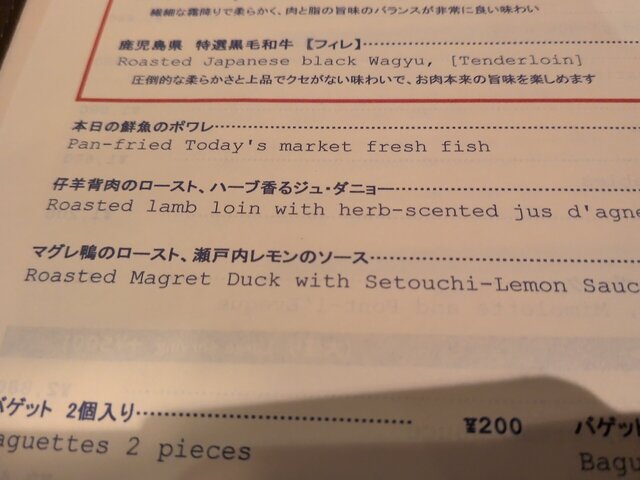 繊細な霜降りで柔らかく、肉と脂の旨味のバランスが非常に良い味わい
鹿児島県 特選黒毛和牛 【フィレ】
Roasted Japanese black Wagyu, [Tenderloin]
圧倒的な柔らかさと上品でクセがない味わいで、お肉本来の旨味を楽しめます
本日の鮮魚のポワレ
Pan-fried Today's market fresh fish
仔羊背肉のロースト、ハーブ香るジュ・ダニョー
Roasted lamb loin with herb-scented jus d'agne
マグレ鴨のロースト、瀬戸内レモンのソース
Roasted Magret Duck with Setouchi-Lemon Sauc
バゲット 2個入り ¥200 バゲット
aguettes 2 pieces Bagu